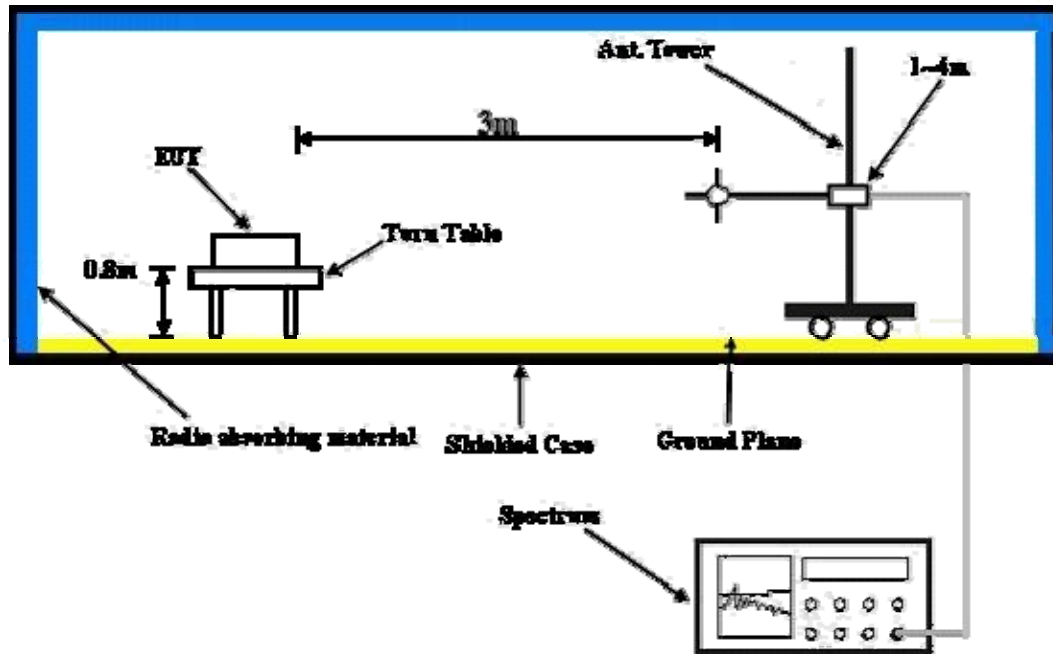 Ant. Tower
1~4m
3m
EUT
Turn Table
0.8m
Radio absorbing material
Shielded Case
Ground Plane
Spectrum